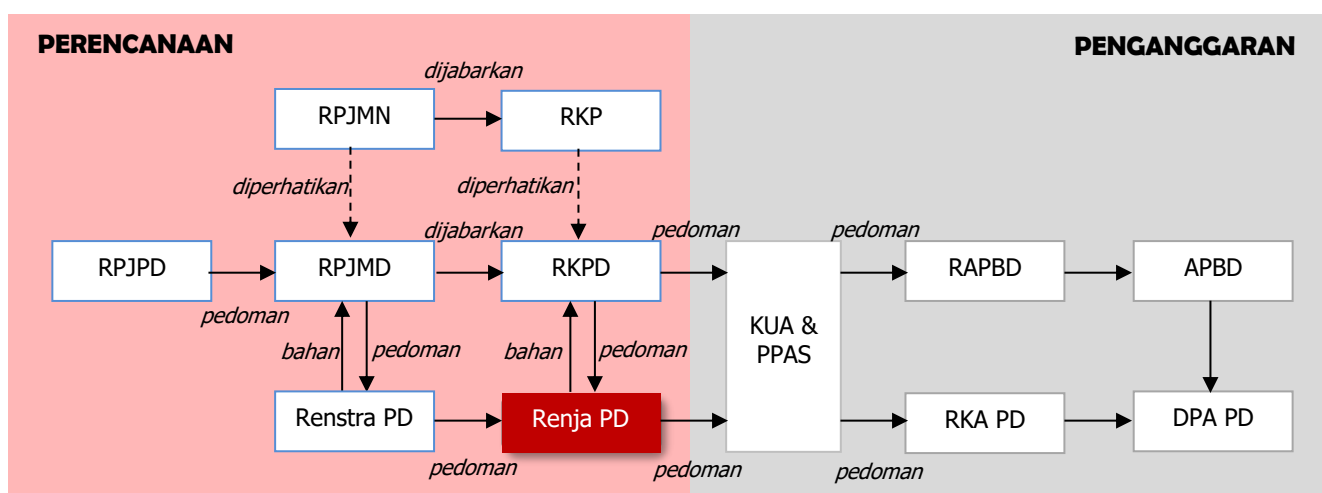 PERENCANAAN
PENGANGGARAN
dijabarkan
RPJMN
RKP
diperhatikan
diperhatikan
dijabarkan
pedoman
pedoman
RPJPD
RPJMD
RKPD
RAPBD
APBD
pedoman
KUA &
PPAS
bahan
pedoman
bahan
pedoman
Renstra PD
Renja PD
RKA PD
DPA PD
pedoman
pedoman
pedoman